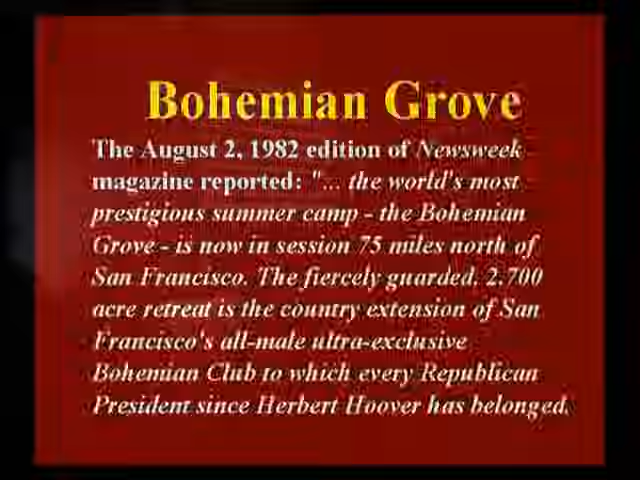 Bohemian Grove
The August 2, 1982 edition of Newsweek
magazine reported: "... the world's most
prestigious summer camp - the Bohemian
Grove - is now in session 75 miles north of
San Francisco. The fiercely guarded, 2,700
acre retreat is the country extension of San
Francisco's all-male ultra-exclusive
Bohemian Club to which every Republican
President since Herbert Hoover has belonged.